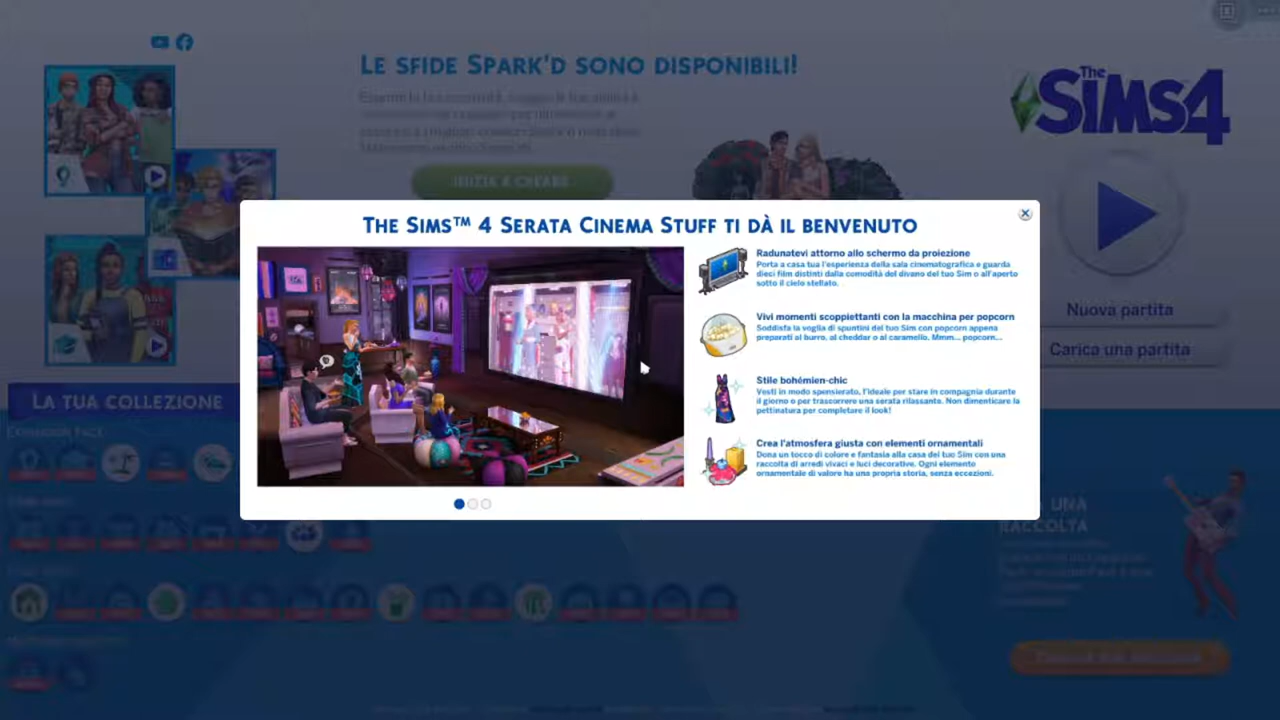 LE SFIDE SPARK'D SONO DISPONIBILI!
INIZIA A CREARE
The SIMS 4
THE SIMS™ 4 SERATA CINEMA STUFF TI DÀ IL BENVENUTO
Radunatevi attorno allo schermo da proiezione
Porta a casa tua l'esperienza della sala cinematografica e guarda
dieci film distinti dalla comodità del divano del tuo Sim o all'aperto
sotto il cielo stellato.
Vivi momenti scoppiettanti con la macchina per popcorn
Soddisfa la voglia di spuntini del tuo Sim con popcorn appena
preparati al burro, al cheddar o al caramello. Mmm... popcorn...
Stile bohémien-chic
Vesti in modo spensierato, l'ideale per stare in compagnia durante
il giorno o per trascorrere una serata rilassante. Non dimenticare la
pettinatura per completare il look!
Crea l'atmosfera giusta con elementi ornamentali
Dona un tocco di colore e fantasia alla casa del tuo Sim con una
raccolta di arredi vivaci e luci decorative. Ogni elemento
ornamentale di valore ha una propria storia, senza eccezioni.
Nuova partita
Carica una partita
LA TUA COLLEZIONE
UNA
RACCOLTA